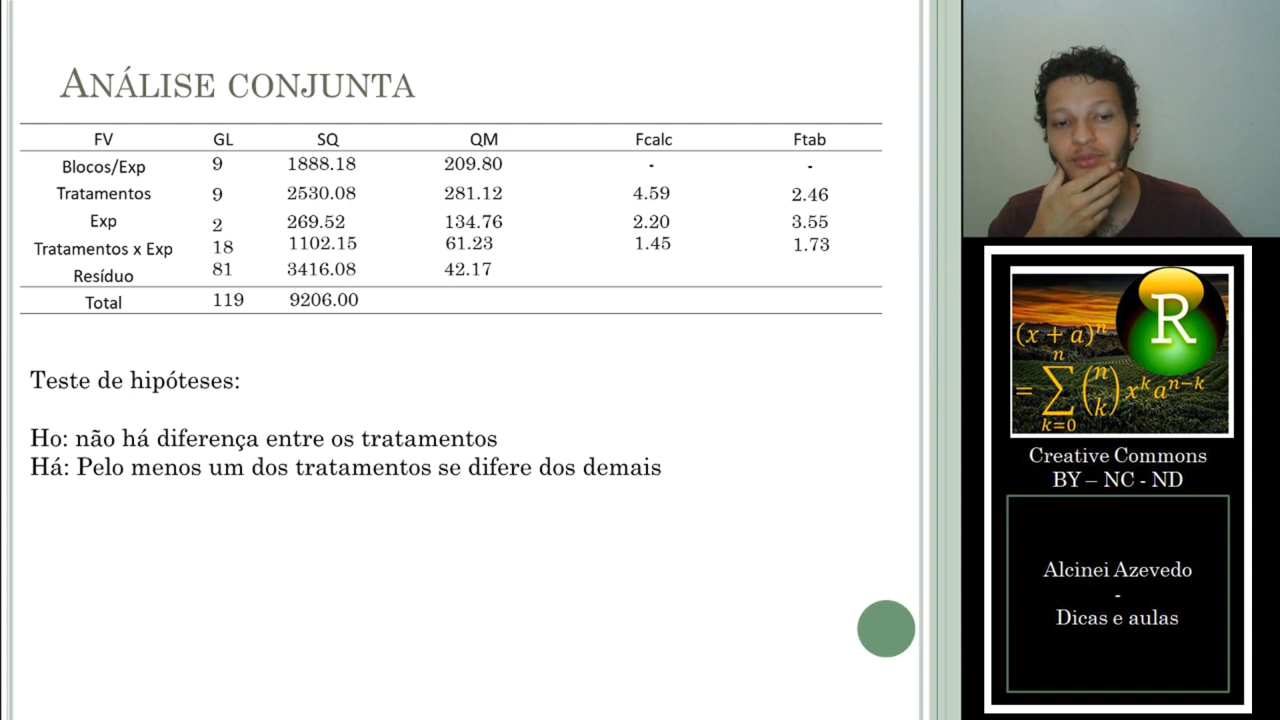 ANÁLISE CONJUNTA
FV GL SQ QM Fcalc Ftab
Blocos/Exp 9 1888.18 209.80 - -
Tratamentos 9 2530.08 281.12 4.59 2.46
Exp 2 269.52 134.76 2.20 3.55
Tratamentos x Exp 18 1102.15 61.23 1.45 1.73
Resíduo 81 3416.08 42.17
Total 119 9206.00
Teste de hipóteses:
Ho: não há diferença entre os tratamentos
Há: Pelo menos um dos tratamentos se difere dos demais
R
(x + a)^n
= ∑ n k=0 (n k) x^k a^{n−k}
Creative Commons
BY – NC - ND
Alcinei Azevedo
-
Dicas e aulas